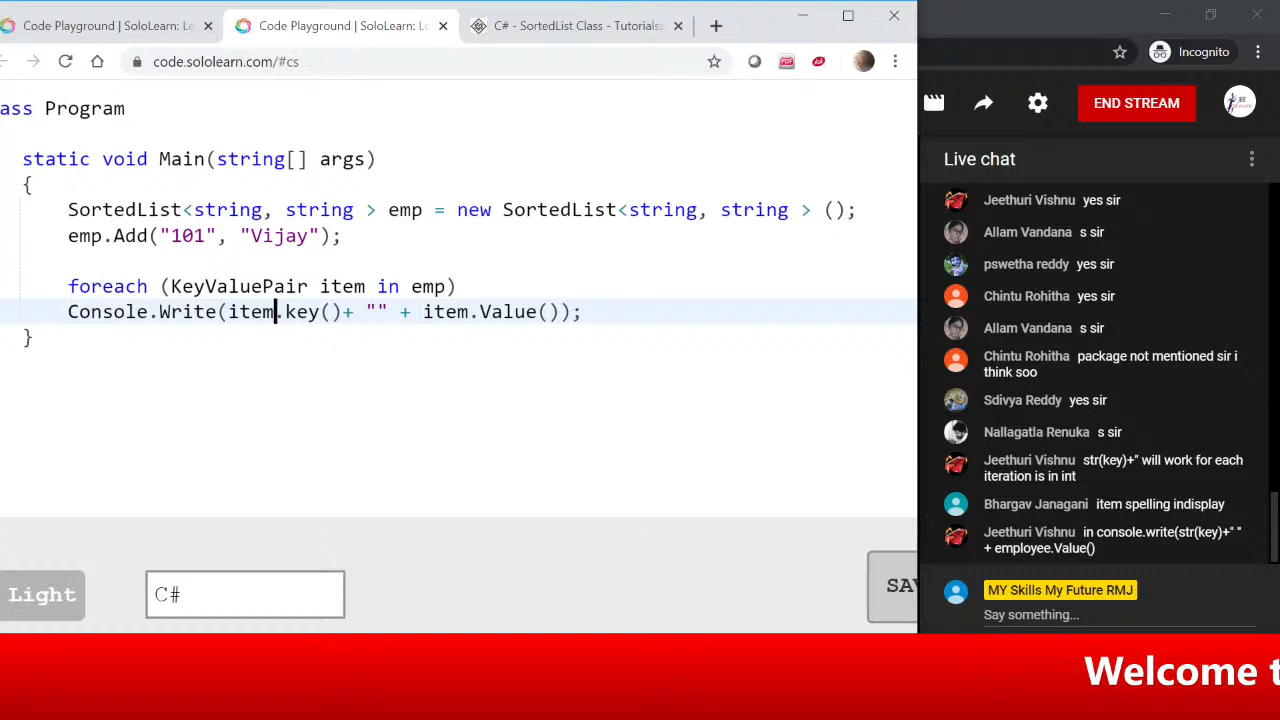 Code Playground | SoloLearn: Le
Code Playground | SoloLearn: Le
C# - SortedList Class - Tutorialsp
code.sololearn.com/#cs
PDF
Ask
Incognito
END STREAM
Live chat
ass Program
static void Main(string[] args)
{
SortedList<string, string > emp = new SortedList<string, string > ();
emp.Add("101", "Vijay");
foreach (KeyValuePair item in emp)
Console.Write(item.key()+ "" + item.Value());
}
Jeethuri Vishnu yes sir
Allam Vandana s sir
pswetha reddy yes sir
Chintu Rohitha yes sir
Allam Vandana s sir
Chintu Rohitha package not mentioned sir i
think soo
Sdivya Reddy yes sir
Nallagatla Renuka s sir
Jeethuri Vishnu str(key)+" will work for each
iteration is in int
Bhargav Janagani item spelling indisplay
Jeethuri Vishnu in console.write(str(key)+" "
+ employee.Value()
MY Skills My Future RMJ
Say something...
Light
C#
SAV
Welcome t